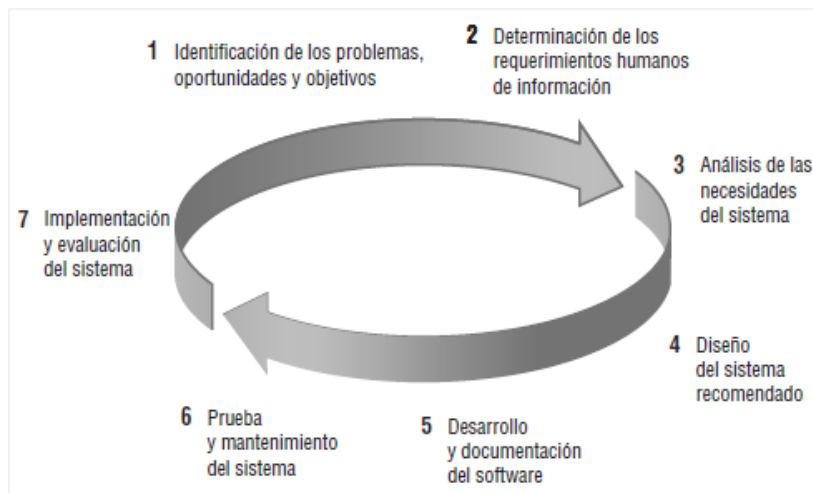 1 Identificación de los problemas,
oportunidades y objetivos
2 Determinación de los
requerimientos humanos
de información
3 Análisis de las
necesidades
del sistema
4 Diseño
del sistema
recomendado
5 Desarrollo
y documentación
del software
6 Prueba
y mantenimiento
del sistema
7 Implementación
y evaluación
del sistema